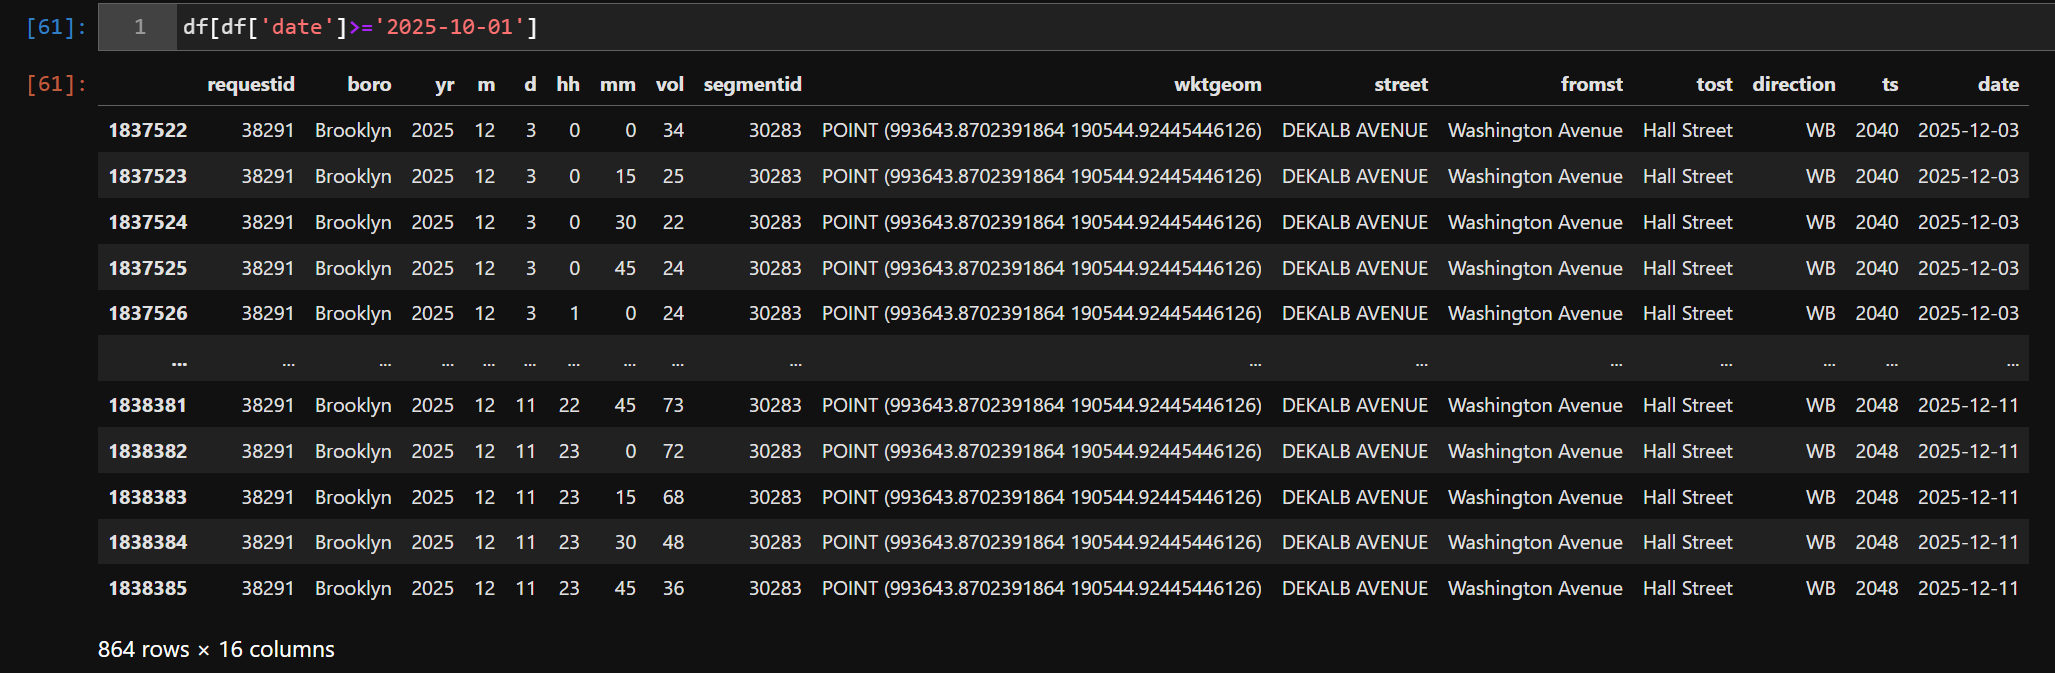 [61]: 1 df[df['date']>='2025-10-01']
[61]: requestid boro yr m d hh mm vol segmentid wktgeom street fromst tost direction ts date
1837522 38291 Brooklyn 2025 12 3 0 0 34 30283 POINT (993643.8702391864 190544.92445446126) DEKALB AVENUE Washington Avenue Hall Street WB 2040 2025-12-03
1837523 38291 Brooklyn 2025 12 3 0 15 25 30283 POINT (993643.8702391864 190544.92445446126) DEKALB AVENUE Washington Avenue Hall Street WB 2040 2025-12-03
1837524 38291 Brooklyn 2025 12 3 0 30 22 30283 POINT (993643.8702391864 190544.92445446126) DEKALB AVENUE Washington Avenue Hall Street WB 2040 2025-12-03
1837525 38291 Brooklyn 2025 12 3 0 45 24 30283 POINT (993643.8702391864 190544.92445446126) DEKALB AVENUE Washington Avenue Hall Street WB 2040 2025-12-03
1837526 38291 Brooklyn 2025 12 3 1 0 24 30283 POINT (993643.8702391864 190544.92445446126) DEKALB AVENUE Washington Avenue Hall Street WB 2040 2025-12-03
... ... ... ... ... ... ... ... ... ... ... ... ... ... ... ... ...
1838381 38291 Brooklyn 2025 12 11 22 45 73 30283 POINT (993643.8702391864 190544.92445446126) DEKALB AVENUE Washington Avenue Hall Street WB 2048 2025-12-11
1838382 38291 Brooklyn 2025 12 11 23 0 72 30283 POINT (993643.8702391864 190544.92445446126) DEKALB AVENUE Washington Avenue Hall Street WB 2048 2025-12-11
1838383 38291 Brooklyn 2025 12 11 23 15 68 30283 POINT (993643.8702391864 190544.92445446126) DEKALB AVENUE Washington Avenue Hall Street WB 2048 2025-12-11
1838384 38291 Brooklyn 2025 12 11 23 30 48 30283 POINT (993643.8702391864 190544.92445446126) DEKALB AVENUE Washington Avenue Hall Street WB 2048 2025-12-11
1838385 38291 Brooklyn 2025 12 11 23 45 36 30283 POINT (993643.8702391864 190544.92445446126) DEKALB AVENUE Washington Avenue Hall Street WB 2048 2025-12-11
864 rows × 16 columns